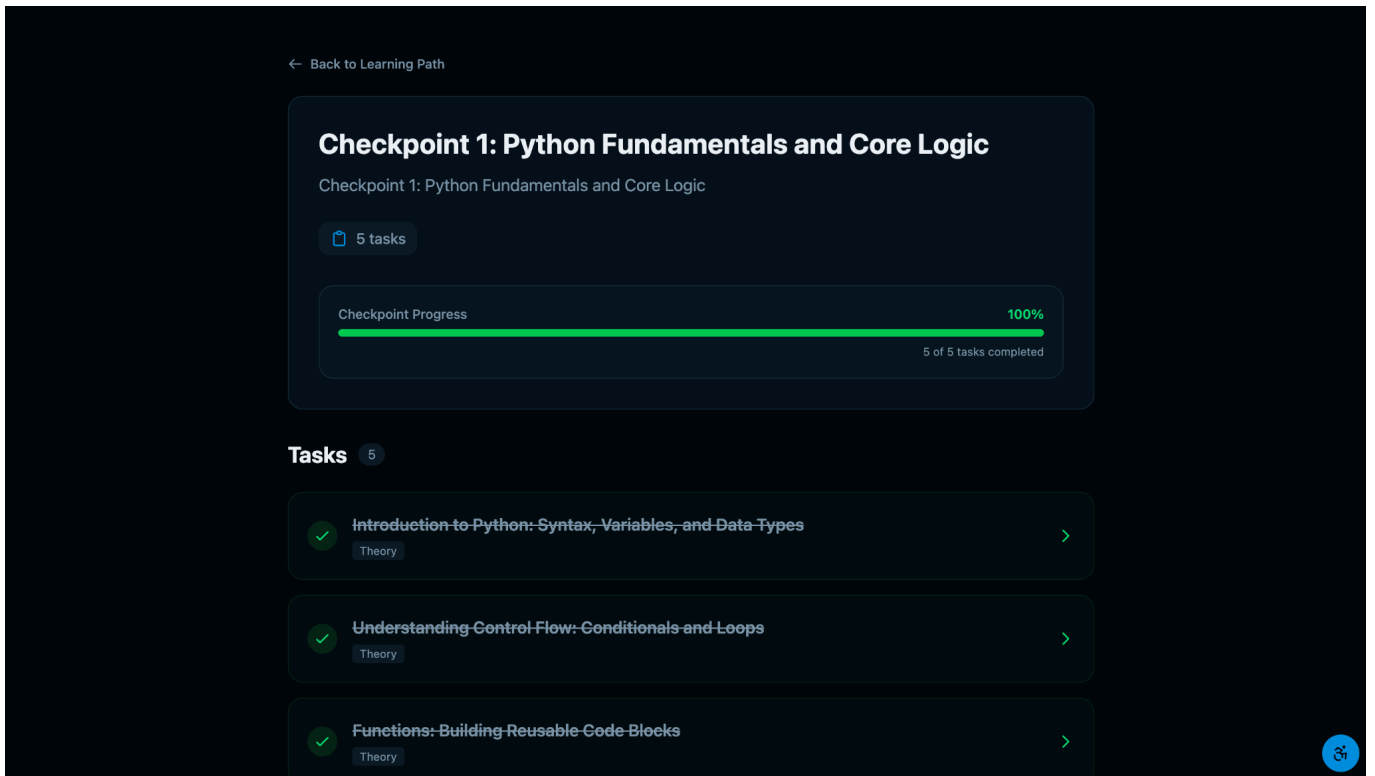 Back to Learning Path
Checkpoint 1: Python Fundamentals and Core Logic
Checkpoint 1: Python Fundamentals and Core Logic
5 tasks
Checkpoint Progress 100%
5 of 5 tasks completed
Tasks 5
Introduction to Python: Syntax, Variables, and Data Types
Theory
Understanding Control Flow: Conditionals and Loops
Theory
Functions: Building Reusable Code Blocks
Theory